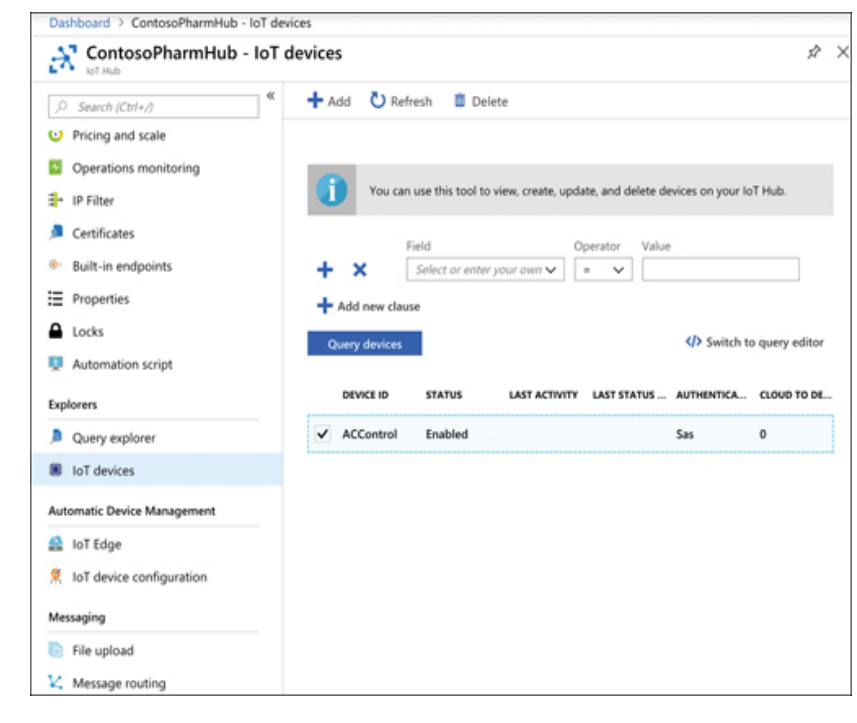 Dashboard > ContosoPharmHub - IoT devices
ContosoPharmHub - IoT devices
IoT Hub
Search (Ctrl+/)
Pricing and scale
Operations monitoring
IP Filter
Certificates
Built-in endpoints
Properties
Locks
Automation script
Explorers
Query explorer
IoT devices
Automatic Device Management
IoT Edge
IoT device configuration
Messaging
File upload
Message routing
Add Refresh Delete
You can use this tool to view, create, update, and delete devices on your IoT Hub.
Field Operator Value
Select or enter your own =
Add new clause
Query devices </> Switch to query editor
DEVICE ID STATUS LAST ACTIVITY LAST STATUS ... AUTHENTICA... CLOUD TO DE...
ACControl Enabled Sas 0